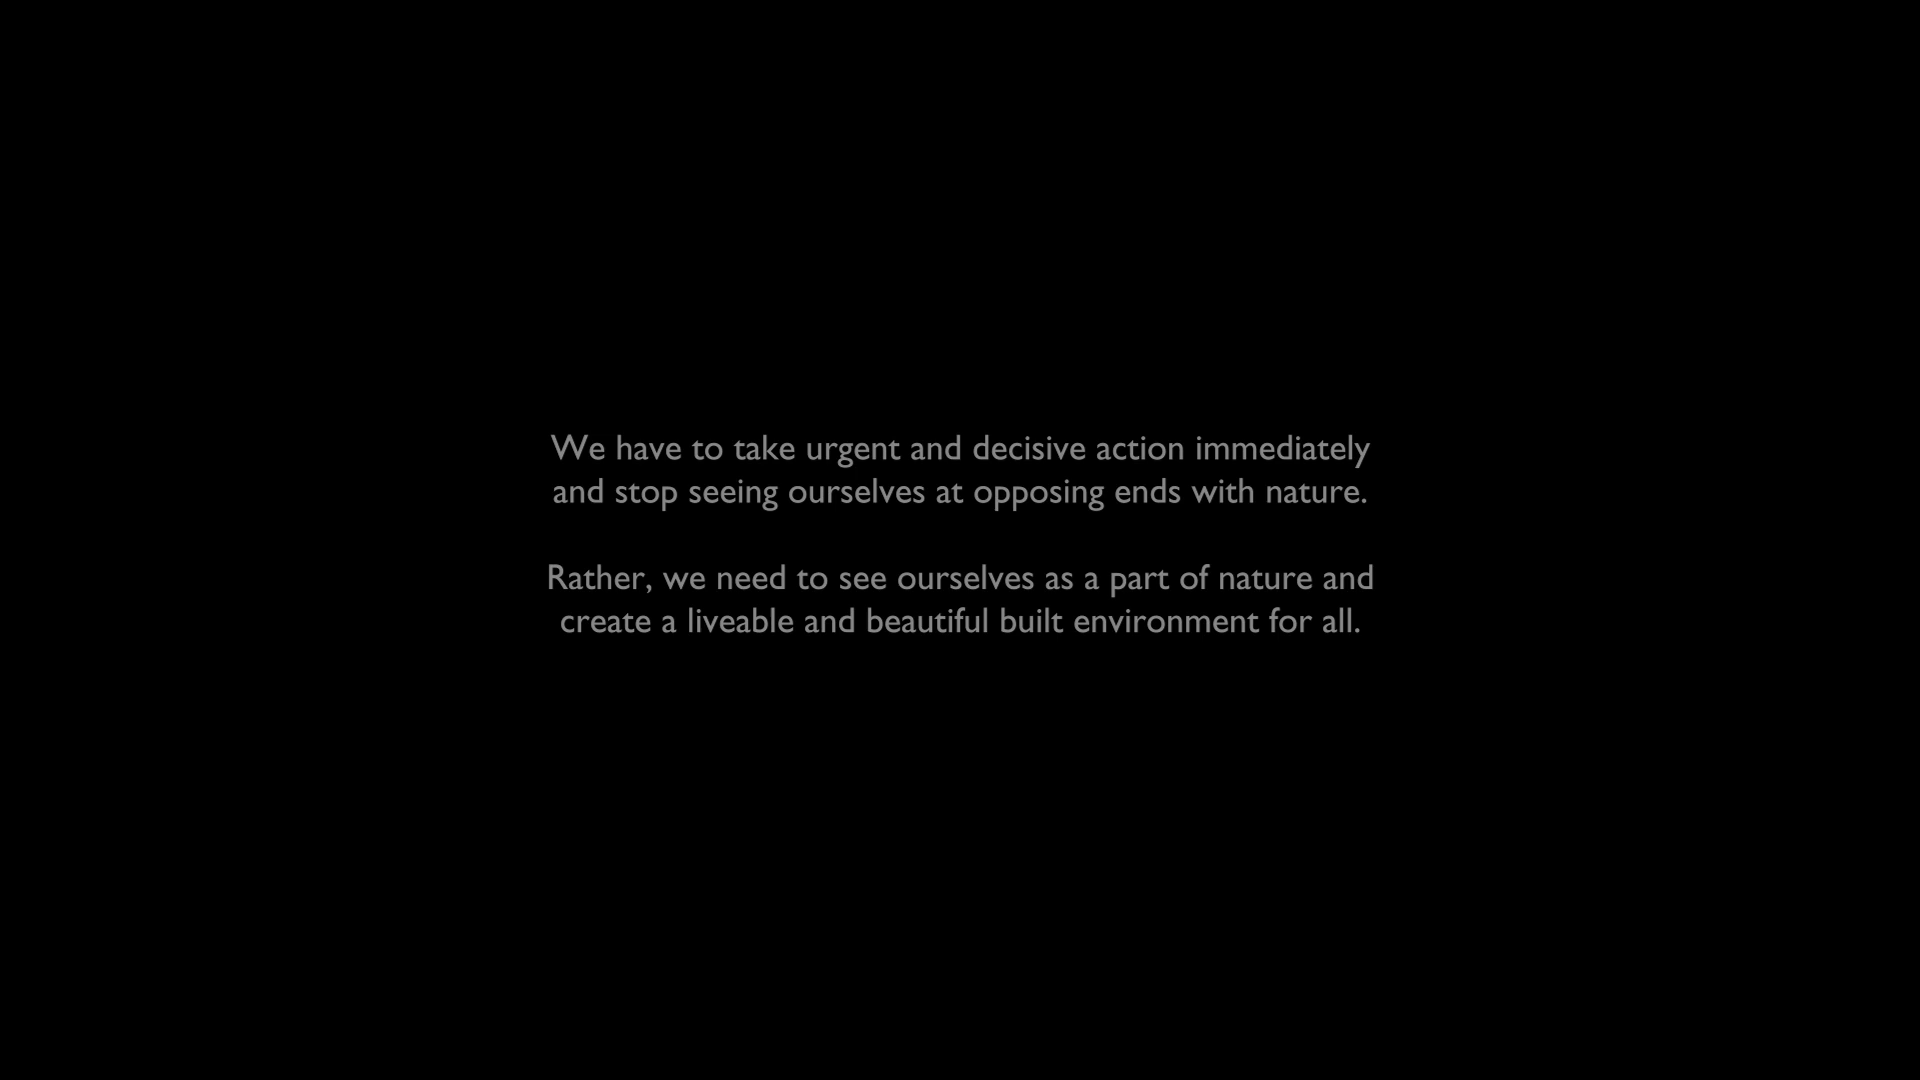 We have to take urgent and decisive action immediately
and stop seeing ourselves at opposing ends with nature.
Rather, we need to see ourselves as a part of nature and
create a liveable and beautiful built environment for all.